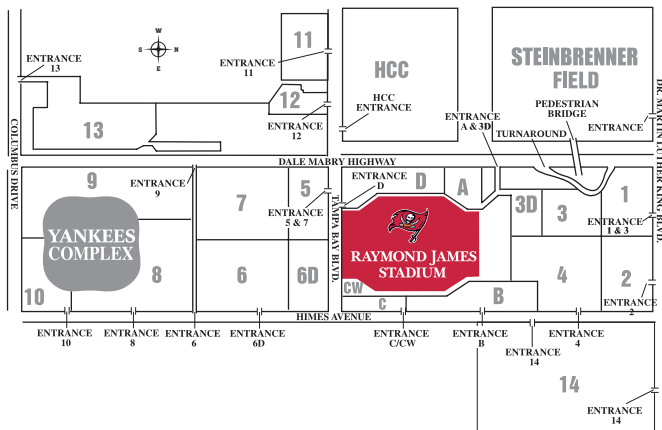 W
S N
E
ENTRANCE
13
ENTRANCE
11
11
12
ENTRANCE
12
13
HCC
HCC
ENTRANCE
STEINBRENNER
FIELD
PEDESTRIAN
BRIDGE
ENTRANCE
A & 3D
TURNAROUND
ENTRANCE
DR. MARTIN LUTHER KING BLVD.
COLUMBUS DRIVE
DALE MABRY HIGHWAY
9
ENTRANCE
9
7
5
ENTRANCE
5 & 7
TAMPA BAY BLVD.
ENTRANCE
D
D
A
3D
3
1
ENTRANCE
1 & 3
YANKEES
COMPLEX
RAYMOND JAMES
STADIUM
10
8
6
6D
CW
C
B
4
2
ENTRANCE
2
HIMES AVENUE
ENTRANCE
10
ENTRANCE
8
ENTRANCE
6
ENTRANCE
6D
ENTRANCE
C/CW
ENTRANCE
B
ENTRANCE
14
ENTRANCE
4
14
ENTRANCE
14